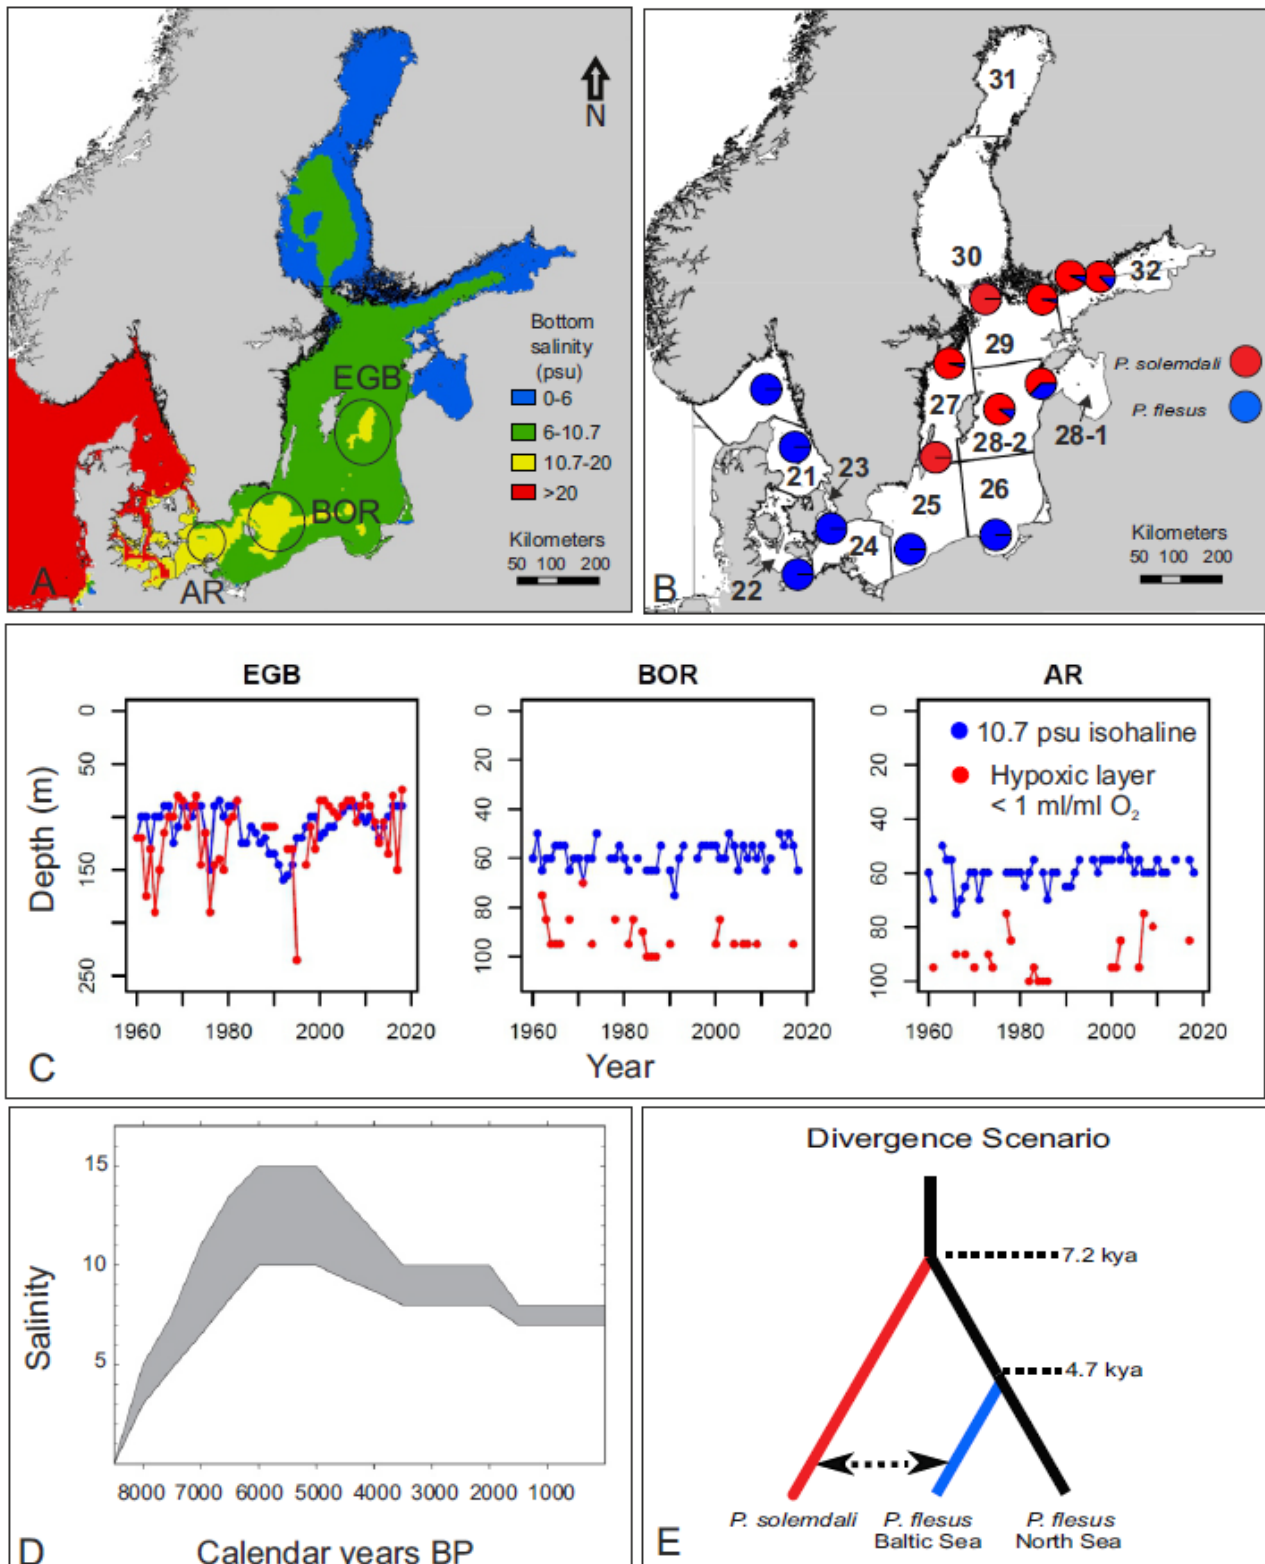 N
Bottom
salinity
(psu)
0-6
6-10.7
10.7-20
>20
EGB
BOR
AR
Kilometers
50 100 200
A
31
30
32
29
27
28-2
28-1
21
23
25
26
24
22
P. solemdali
P. flesus
Kilometers
50 100 200
B
EGB
BOR
AR
10.7 psu isohaline
Hypoxic layer
< 1 ml/ml O₂
Depth (m)
0
50
150
250
1960 1980 2000 2020
0
20
40
60
80
100
1960 1980 2000 2020
0
20
40
60
80
100
1960 1980 2000 2020
Year
C
Salinity
15
10
5
8000 7000 6000 5000 4000 3000 2000 1000
Calendar years BP
D
Divergence Scenario
7.2 kya
4.7 kya
P. solemdali
P. flesus
Baltic Sea
P. flesus
North Sea
E